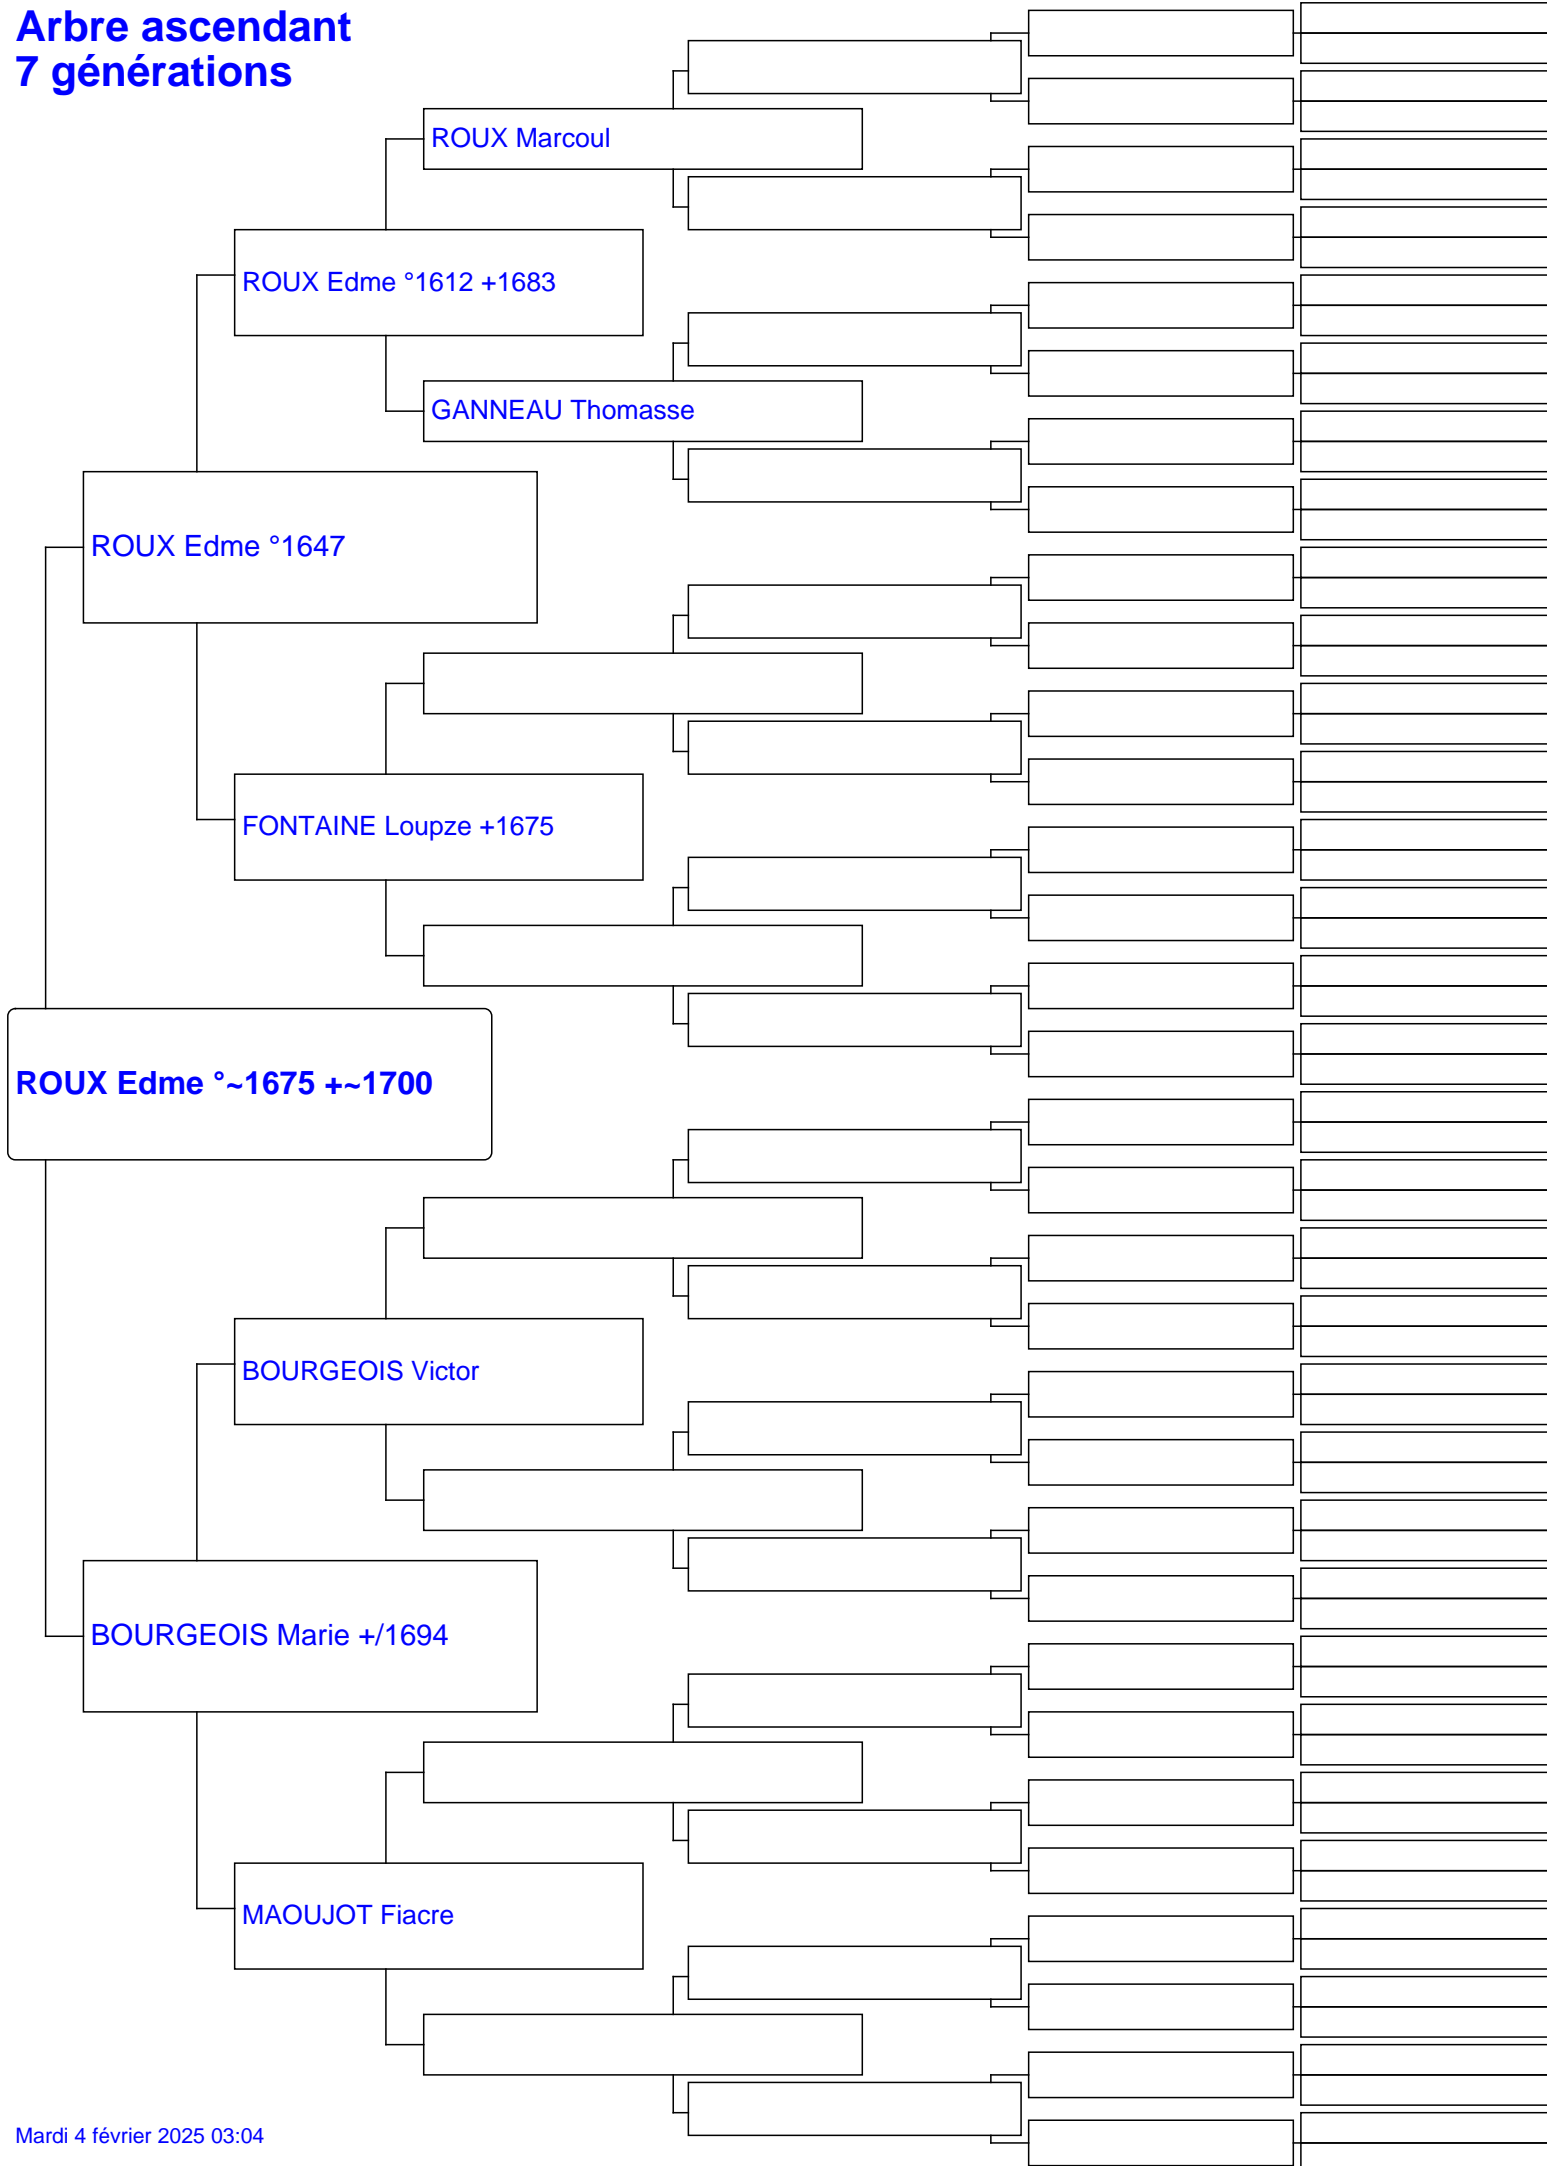 Arbre ascendant
7 générations
ROUX Marcoul
ROUX Edme °1612 +1683
GANNEAU Thomasse
ROUX Edme °1647
FONTAINE Loupze +1675
ROUX Edme °~1675 +~1700
BOURGEOIS Victor
BOURGEOIS Marie +/1694
MAOUJOT Fiacre
Mardi 4 février 2025 03:04